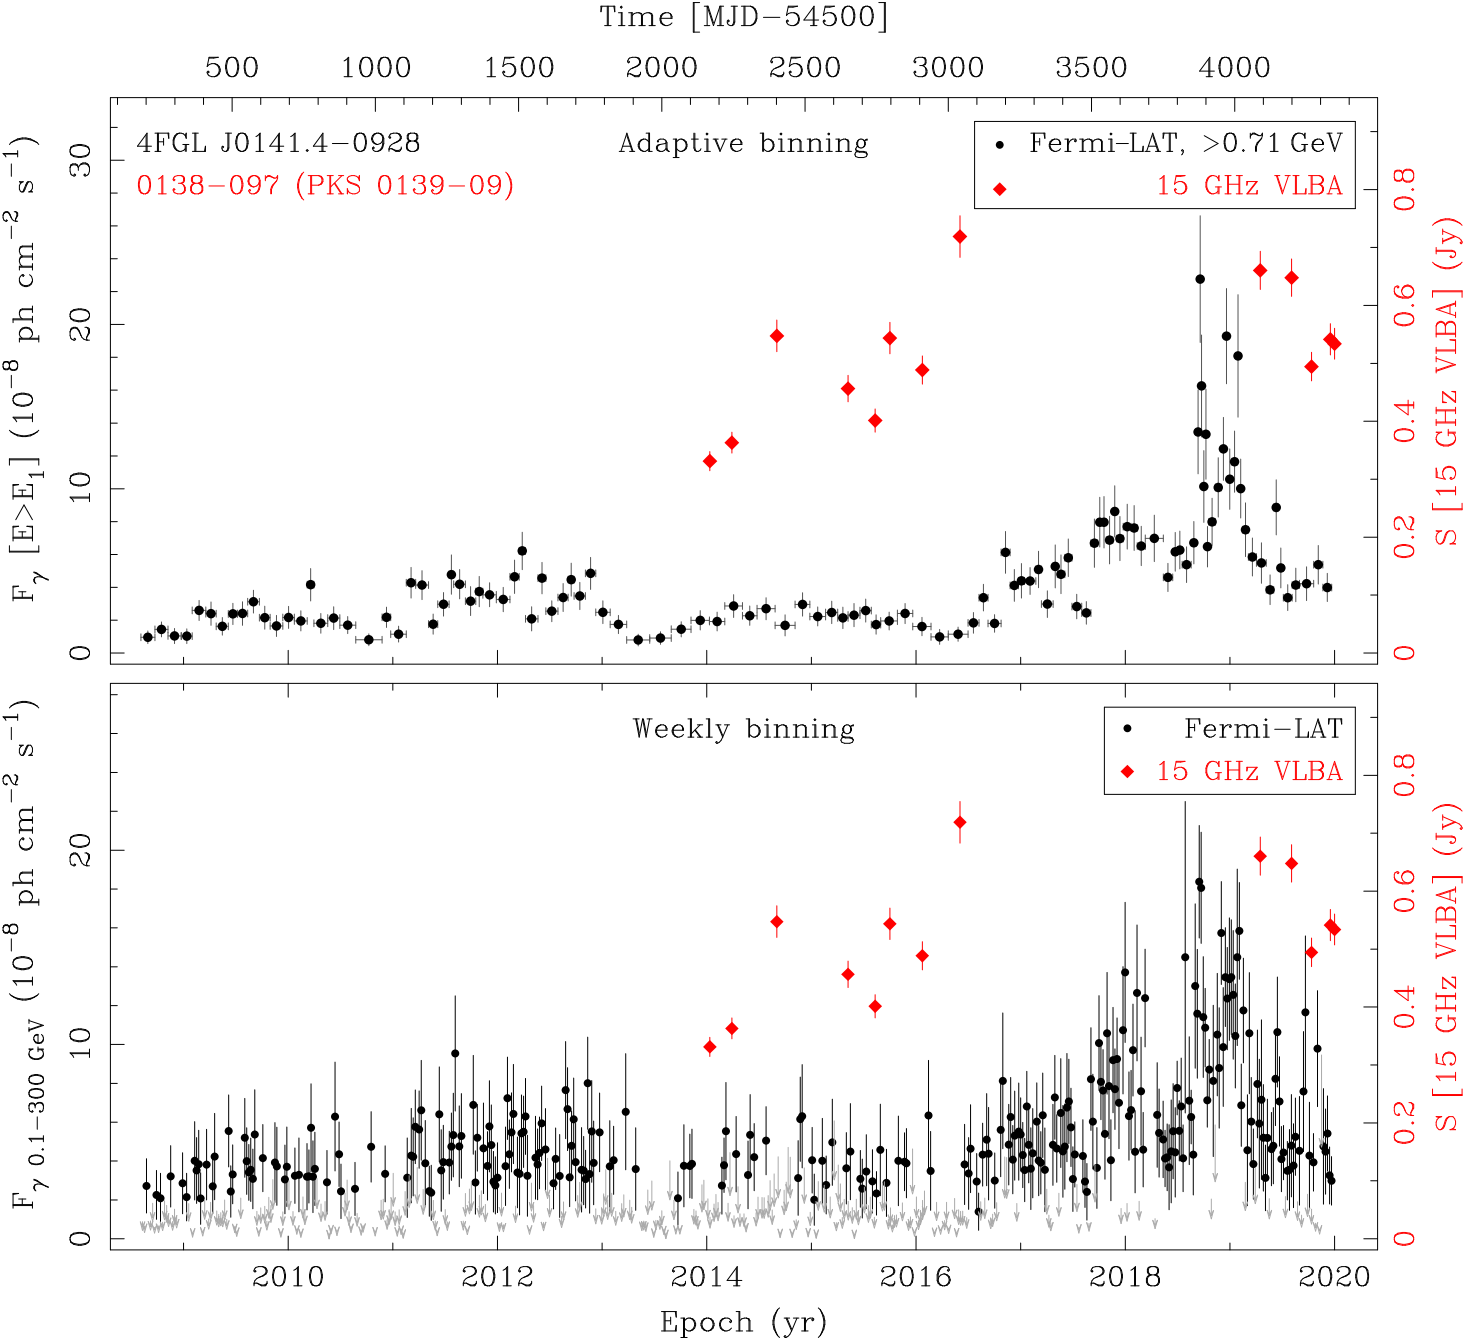 Time [MJD−54500]
500 1000 1500 2000 2500 3000 3500 4000
4FGL J0141.4−0928
Adaptive binning
Fermi−LAT, >0.71 GeV
0138−097 (PKS 0139−09)
15 GHz VLBA
F_γ [E>E_1] (10^−8 ph cm^−2 s^−1)
0 10 20 30
S [15 GHz VLBA] (Jy)
0 0.2 0.4 0.6 0.8
Weekly binning
Fermi−LAT
15 GHz VLBA
F_γ 0.1−300 GeV (10^−8 ph cm^−2 s^−1)
0 10 20
S [15 GHz VLBA] (Jy)
0 0.2 0.4 0.6 0.8
2010 2012 2014 2016 2018 2020
Epoch (yr)